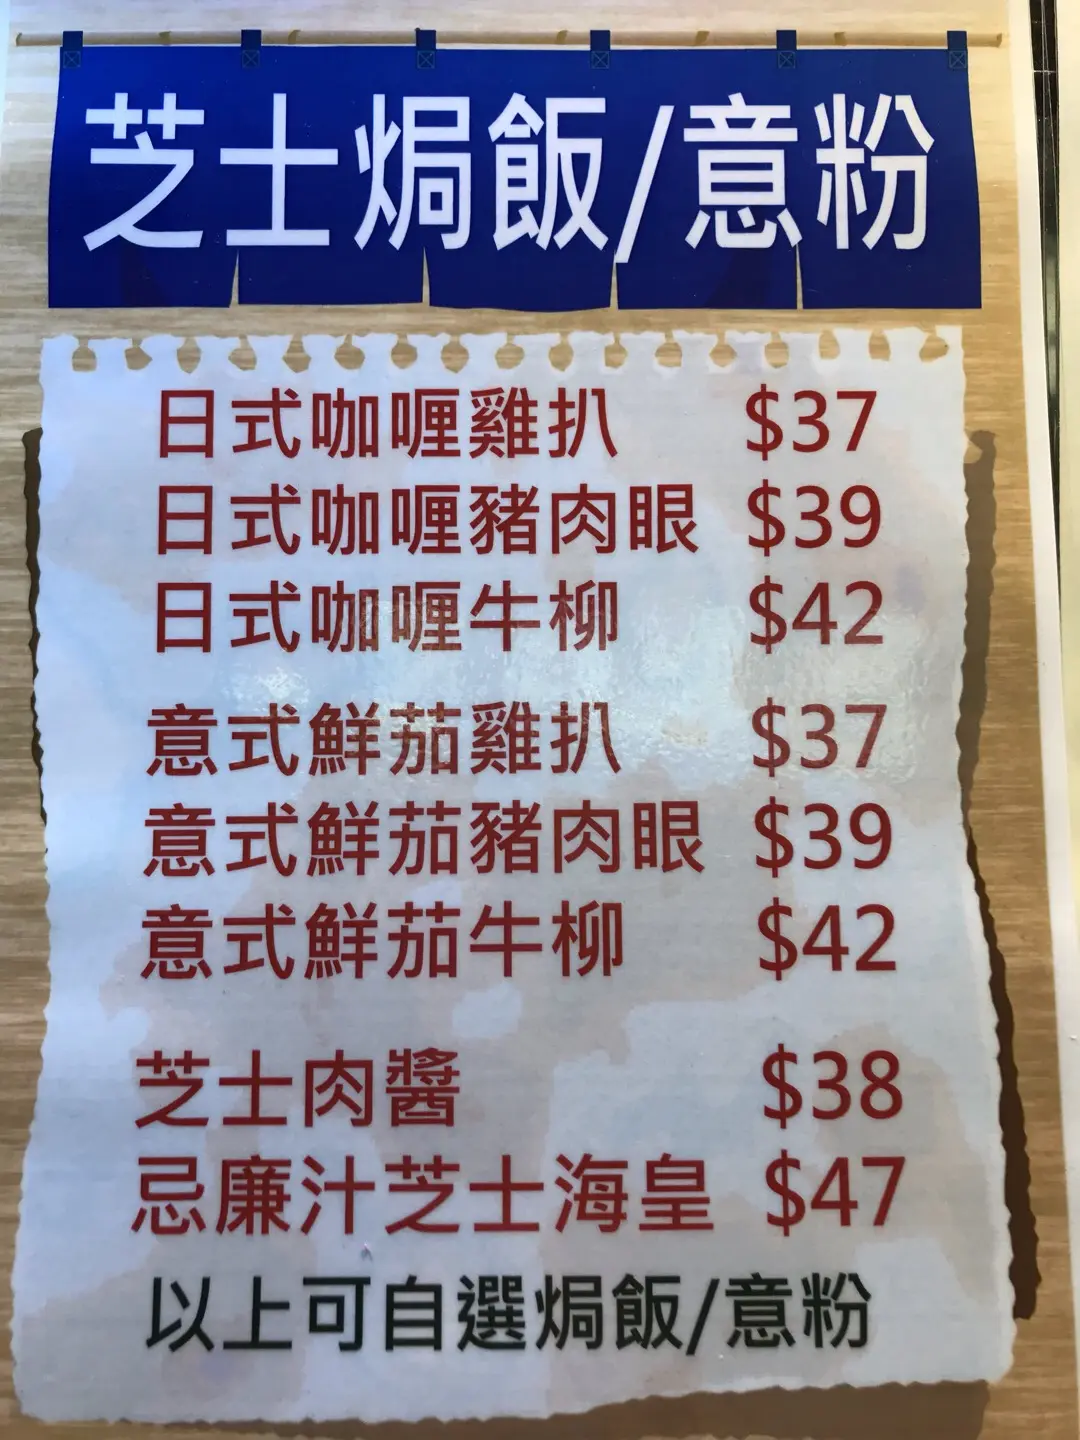 芝士焗飯/意粉
日式咖喱雞扒 $37
日式咖喱豬肉眼 $39
日式咖喱牛柳 $42
意式鮮茄雞扒 $37
意式鮮茄豬肉眼 $39
意式鮮茄牛柳 $42
芝士肉醬 $38
忌廉汁芝士海皇 $47
以上可自選焗飯/意粉